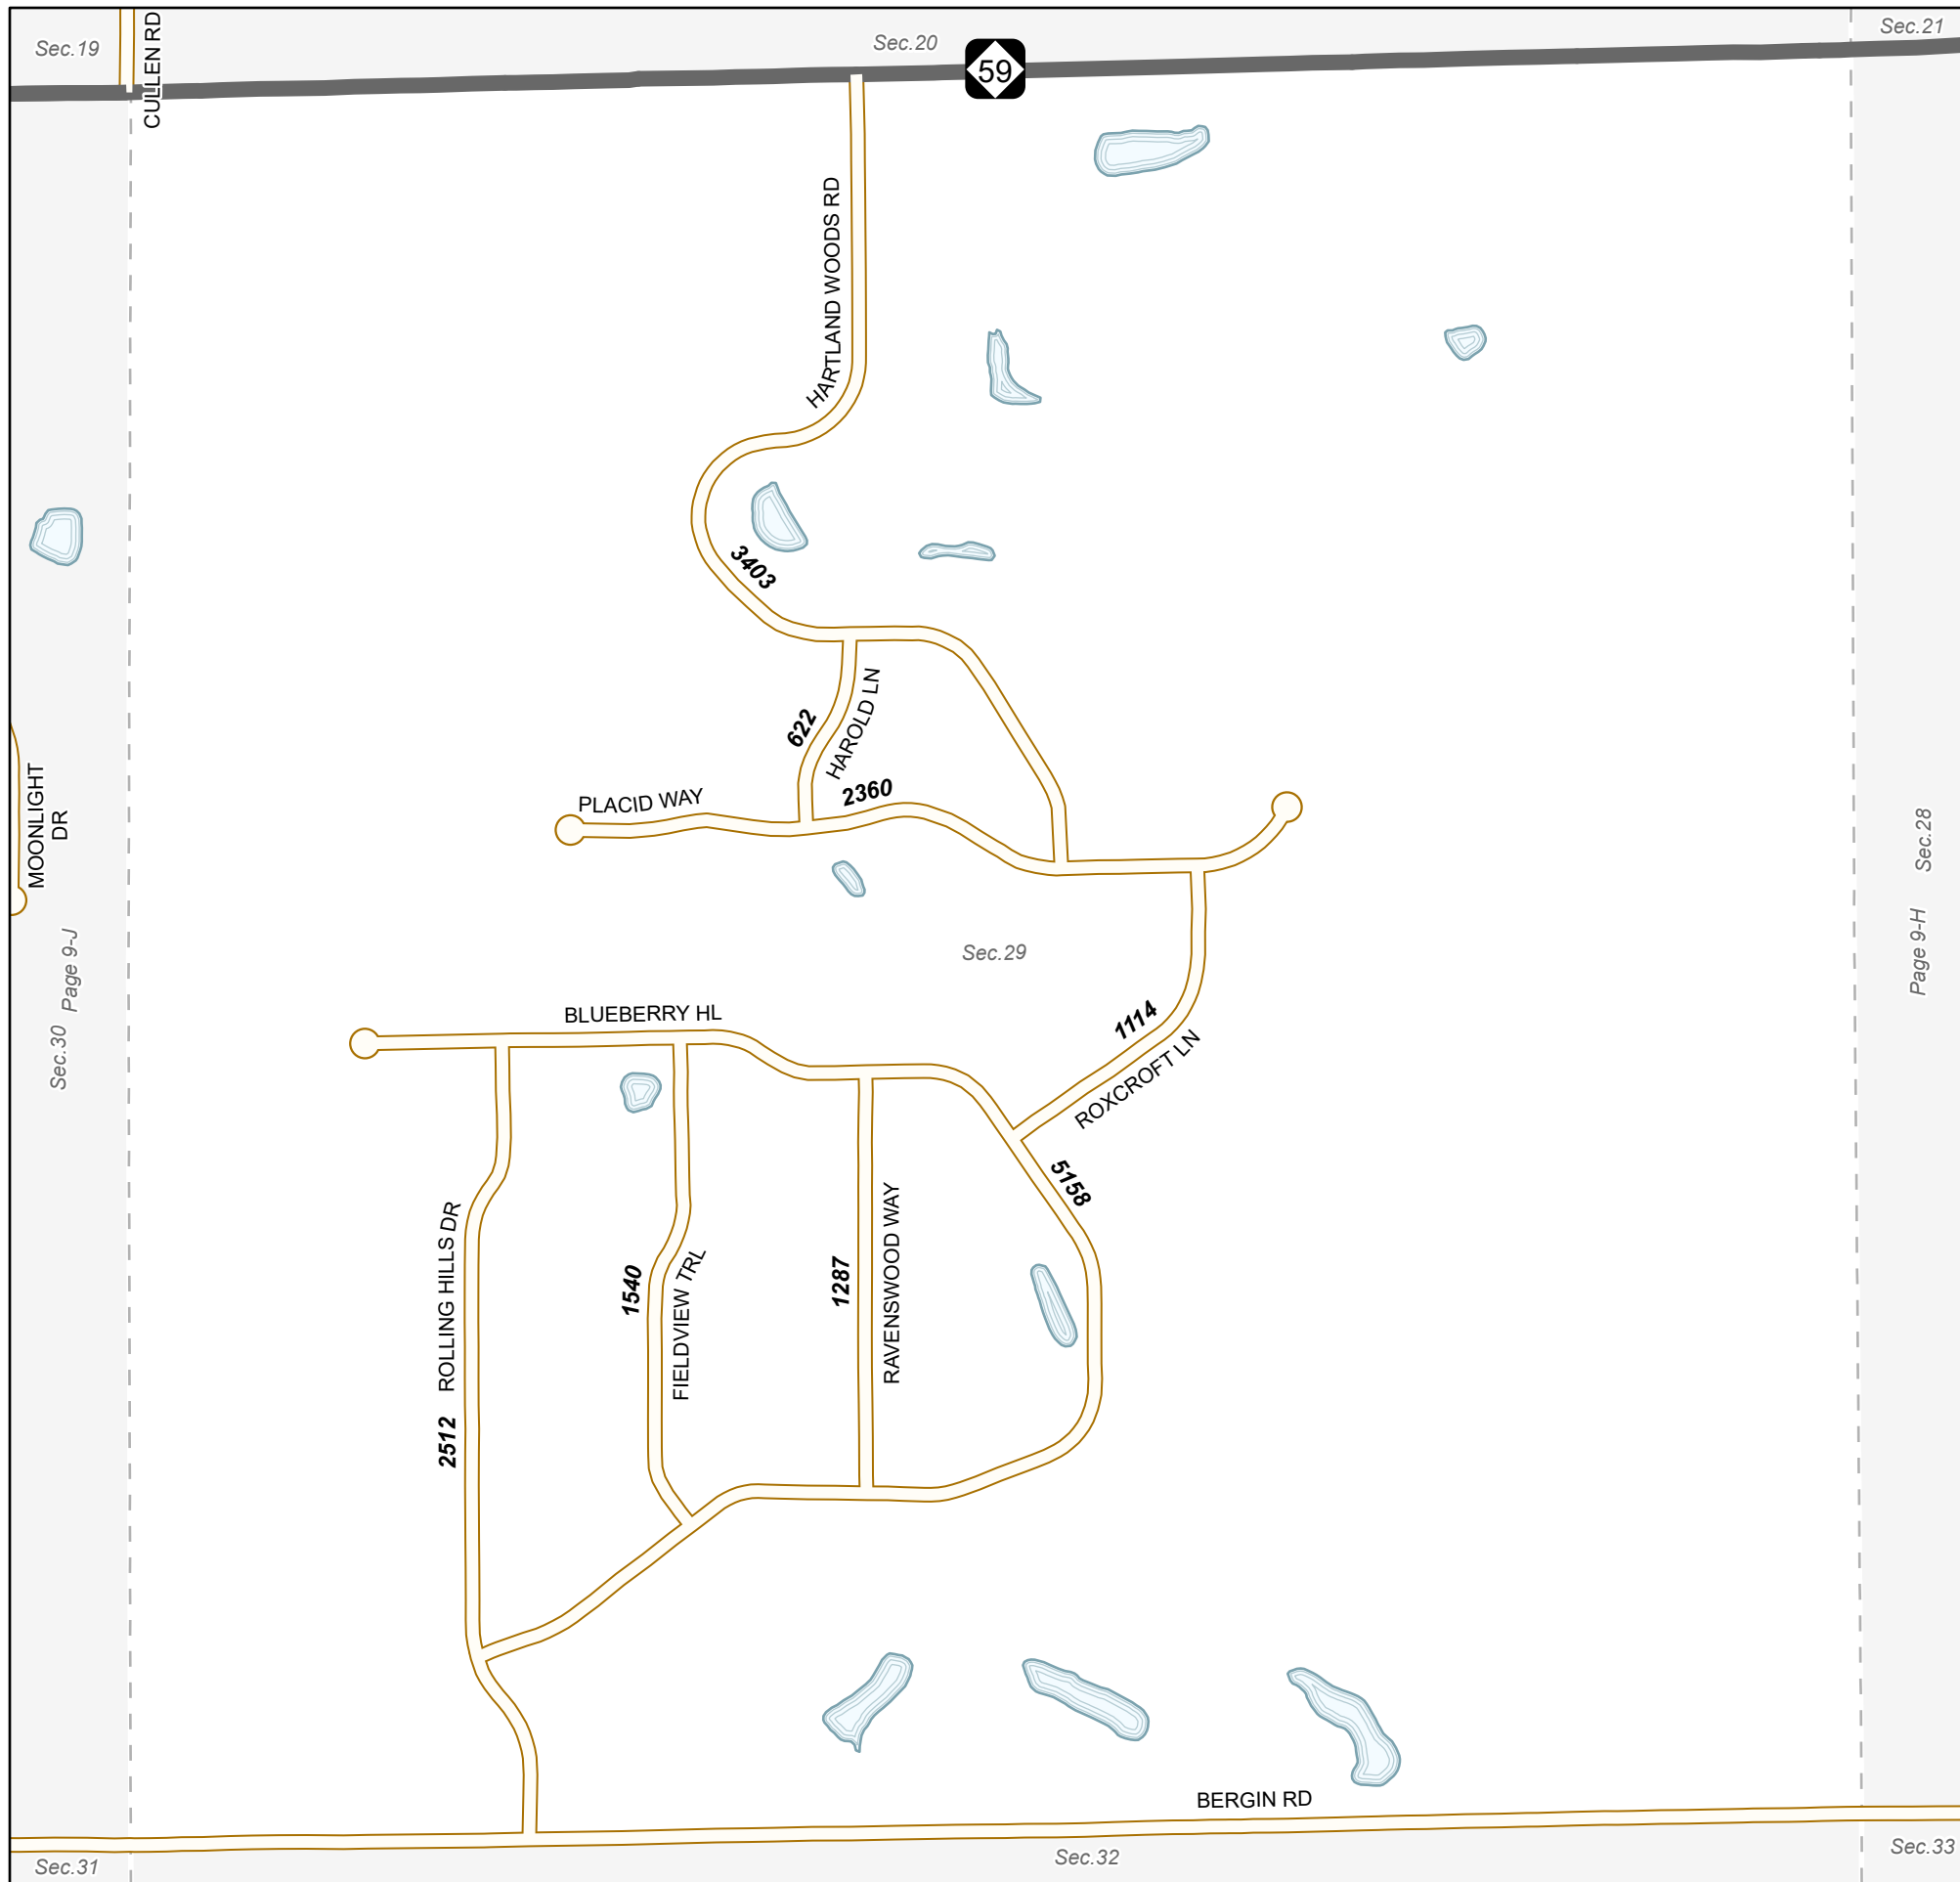 Sec.19
CULLEN RD
Sec.20
59
Sec.21
HARTLAND WOODS RD
3403
622
HAROLD LN
2360
PLACID WAY
MOONLIGHT
DR
Sec.28
Page 9-H
Page 9-J
Sec.30
Sec.29
BLUEBERRY HL
1114
ROXCROFT LN
5158
ROLLING HILLS DR
2512
1540
FIELDVIEW TRL
1287
RAVENSWOOD WAY
BERGIN RD
Sec.31
Sec.32
Sec.33